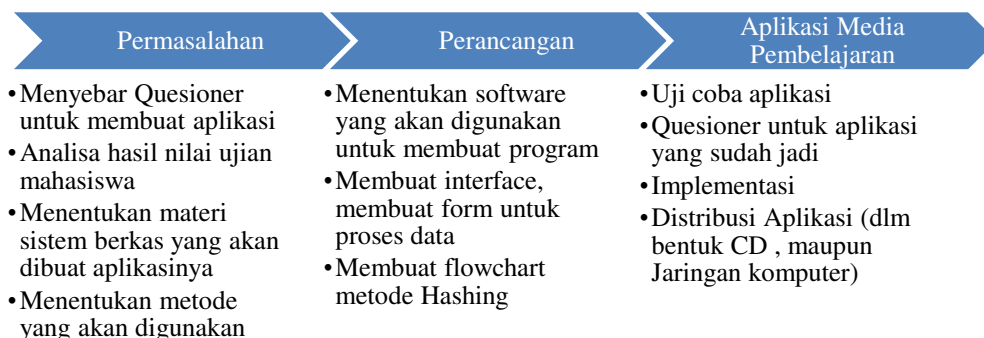 Permasalahan
•Menyebar Quesioner
untuk membuat aplikasi
•Analisa hasil nilai ujian
mahasiswa
•Menentukan materi
sistem berkas yang akan
dibuat aplikasinya
•Menentukan metode
yang akan digunakan
Perancangan
•Menentukan software
yang akan digunakan
untuk membuat program
•Membuat interface,
membuat form untuk
proses data
•Membuat flowchart
metode Hashing
Aplikasi Media
Pembelajaran
•Uji coba aplikasi
•Quesioner untuk aplikasi
yang sudah jadi
•Implementasi
•Distribusi Aplikasi (dlm
bentuk CD , maupun
Jaringan komputer)